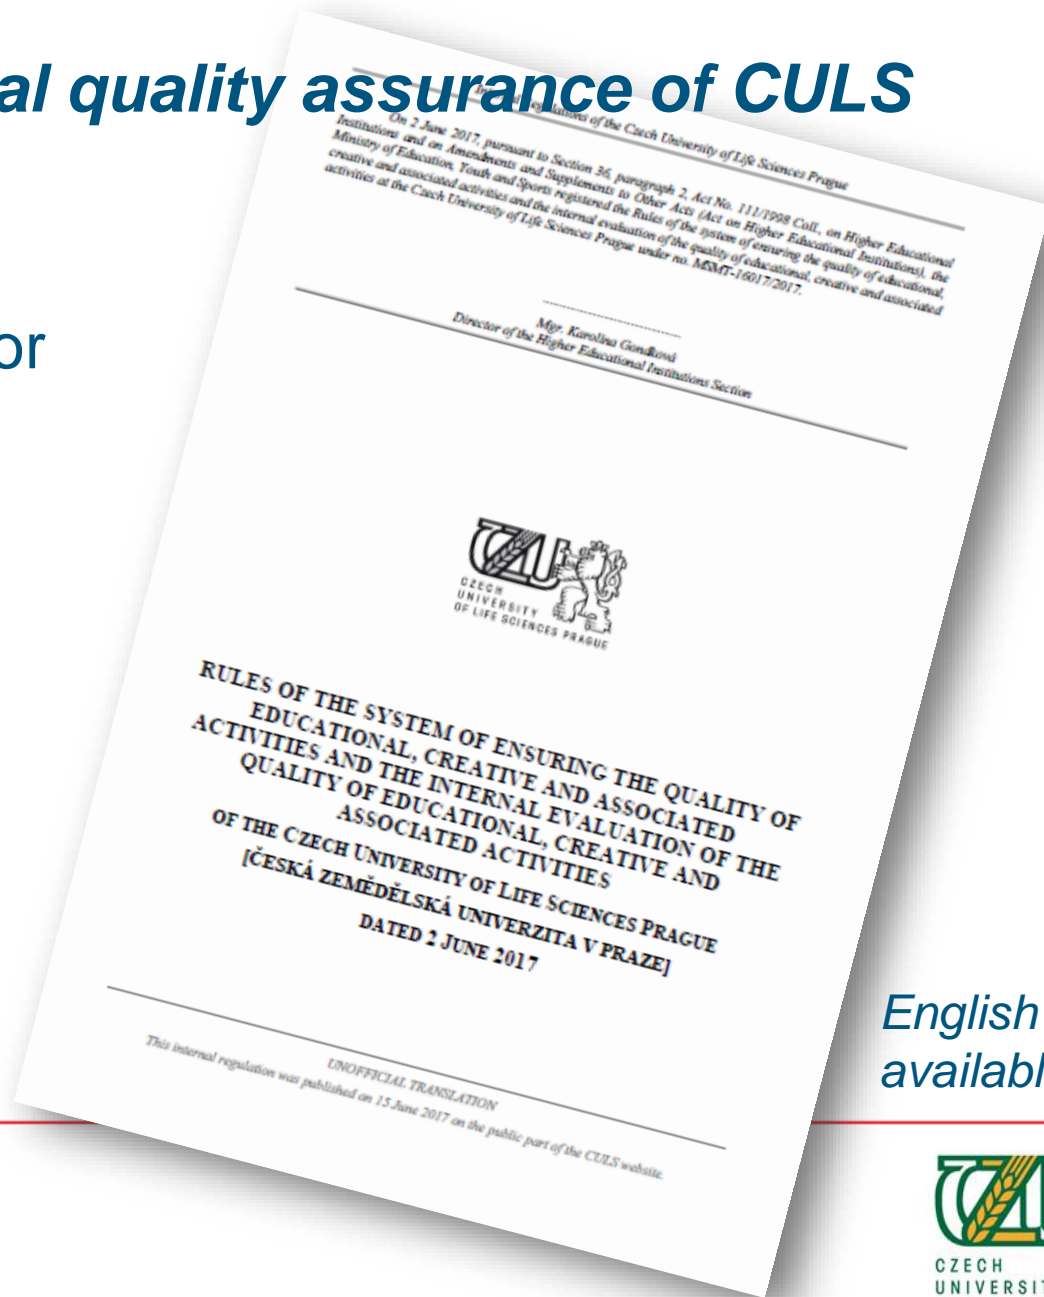 al quality assurance of CULS
Internal regulations of the Czech University of Life Sciences Prague
On 2 June 2017, pursuant to Section 36, paragraph 2, Act No. 111/1998 Coll., on Higher Educational
Institutions and on Amendments and Supplements to Other Acts (Act on Higher Educational Institutions), the
Ministry of Education, Youth and Sports registered the Rules of the system of ensuring the quality of educational,
creative and associated activities and the internal evaluation of the quality of educational, creative and associated
activities at the Czech University of Life Sciences Prague under no. MSMT-16017/2017.
or
Mgr. Karolina Gondková
Director of the Higher Educational Institutions Section
CZU
CZECH
UNIVERSITY
OF LIFE SCIENCES PRAGUE
RULES OF THE SYSTEM OF ENSURING THE QUALITY OF
EDUCATIONAL, CREATIVE AND ASSOCIATED
ACTIVITIES AND THE INTERNAL EVALUATION OF THE
QUALITY OF EDUCATIONAL, CREATIVE AND
ASSOCIATED ACTIVITIES
OF THE CZECH UNIVERSITY OF LIFE SCIENCES PRAGUE
[ČESKÁ ZEMĚDĚLSKÁ UNIVERZITA V PRAZE]
DATED 2 JUNE 2017
English
availabl
UNOFFICIAL TRANSLATION
This internal regulation was published on 15 June 2017 on the public part of the CULS website.
CZ
CZECH
UNIVERSIT